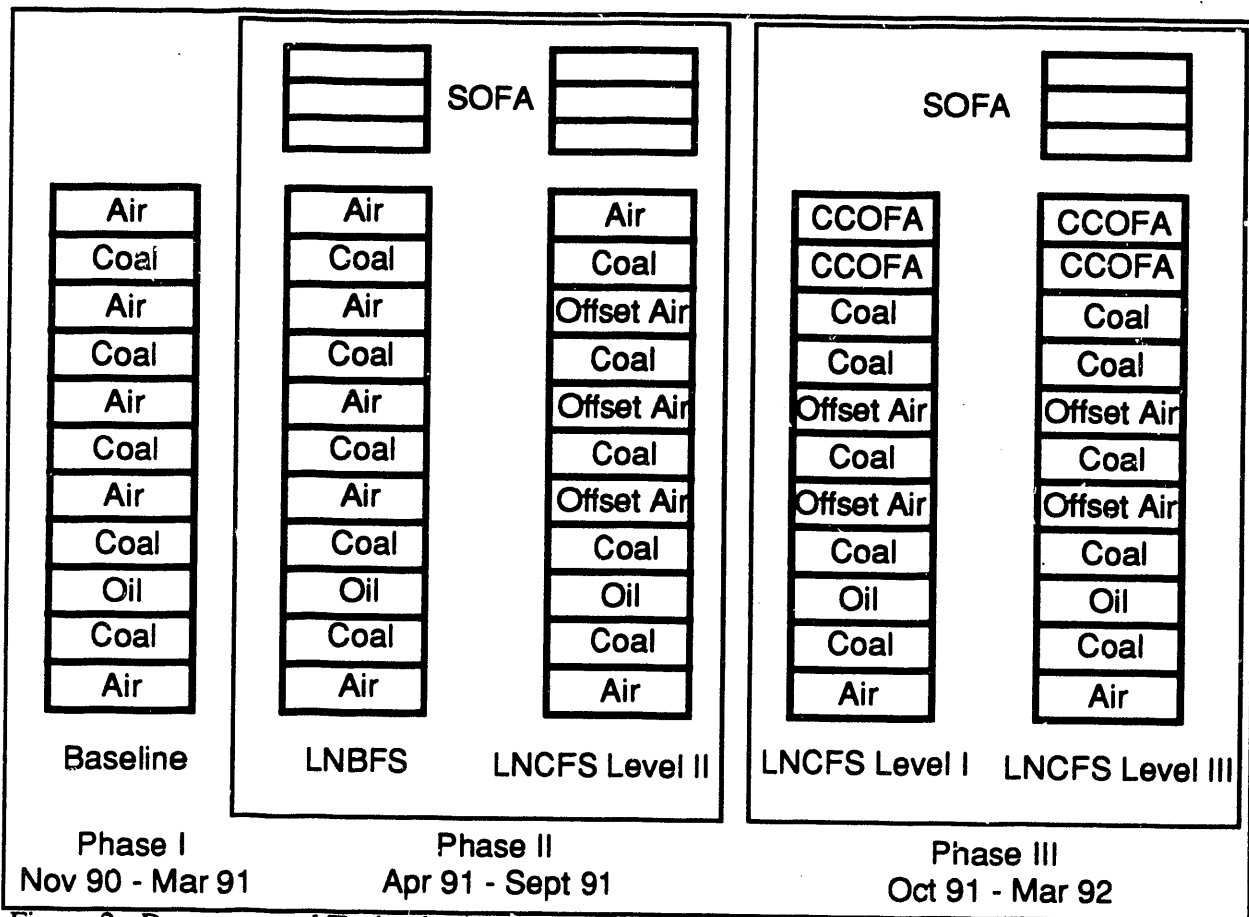 SOFA
SOFA
Air
Coal
Air
Coal
Air
Coal
Air
Coal
Oil
Coal
Air
Baseline
Air
Coal
Air
Coal
Air
Coal
Air
Coal
Oil
Coal
Air
LNBFS
Air
Coal
Offset Air
Coal
Offset Air
Coal
Offset Air
Coal
Oil
Coal
Air
LNCFS Level II
CCOFA
CCOFA
Coal
Coal
Offset Air
Coal
Offset Air
Coal
Oil
Coal
Air
LNCFS Level I
CCOFA
CCOFA
Coal
Coal
Offset Air
Coal
Offset Air
Coal
Oil
Coal
Air
LNCFS Level III
Phase I
Nov 90 - Mar 91
Phase II
Apr 91 - Sept 91
Phase III
Oct 91 - Mar 92